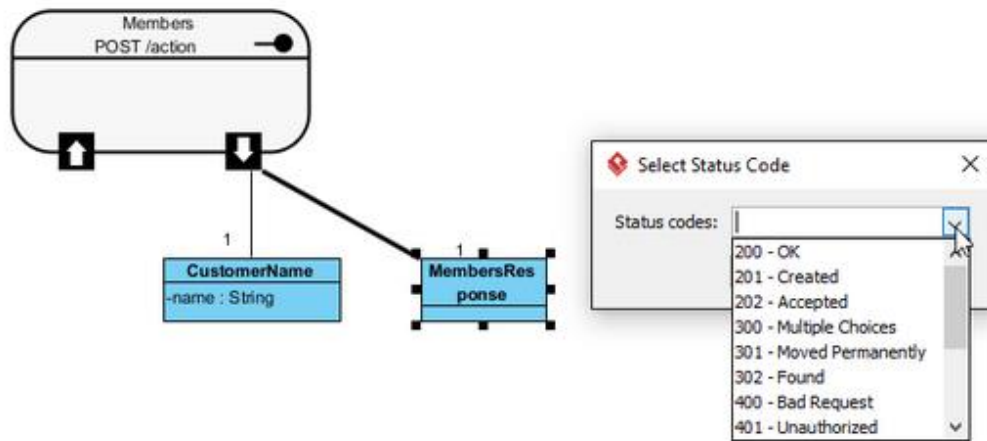 Members
POST /action
1
CustomerName
-name : String
1
MembersRes
ponse
Select Status Code
Status codes:
200 - OK
201 - Created
202 - Accepted
300 - Multiple Choices
301 - Moved Permanently
302 - Found
400 - Bad Request
401 - Unauthorized